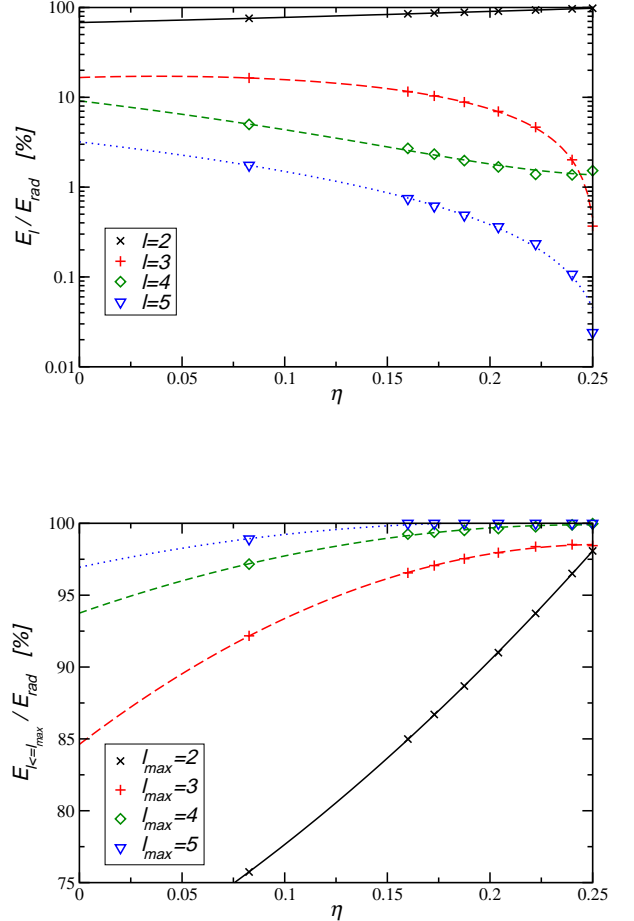 100
10
1
0.1
0.01
E_l / E_rad [%]
l=2
l=3
l=4
l=5
0
0.05
0.1
0.15
0.2
0.25
η
100
95
90
85
80
75
E_{l<=l_max} / E_rad [%]
l_max=2
l_max=3
l_max=4
l_max=5
0
0.05
0.1
0.15
0.2
0.25
η